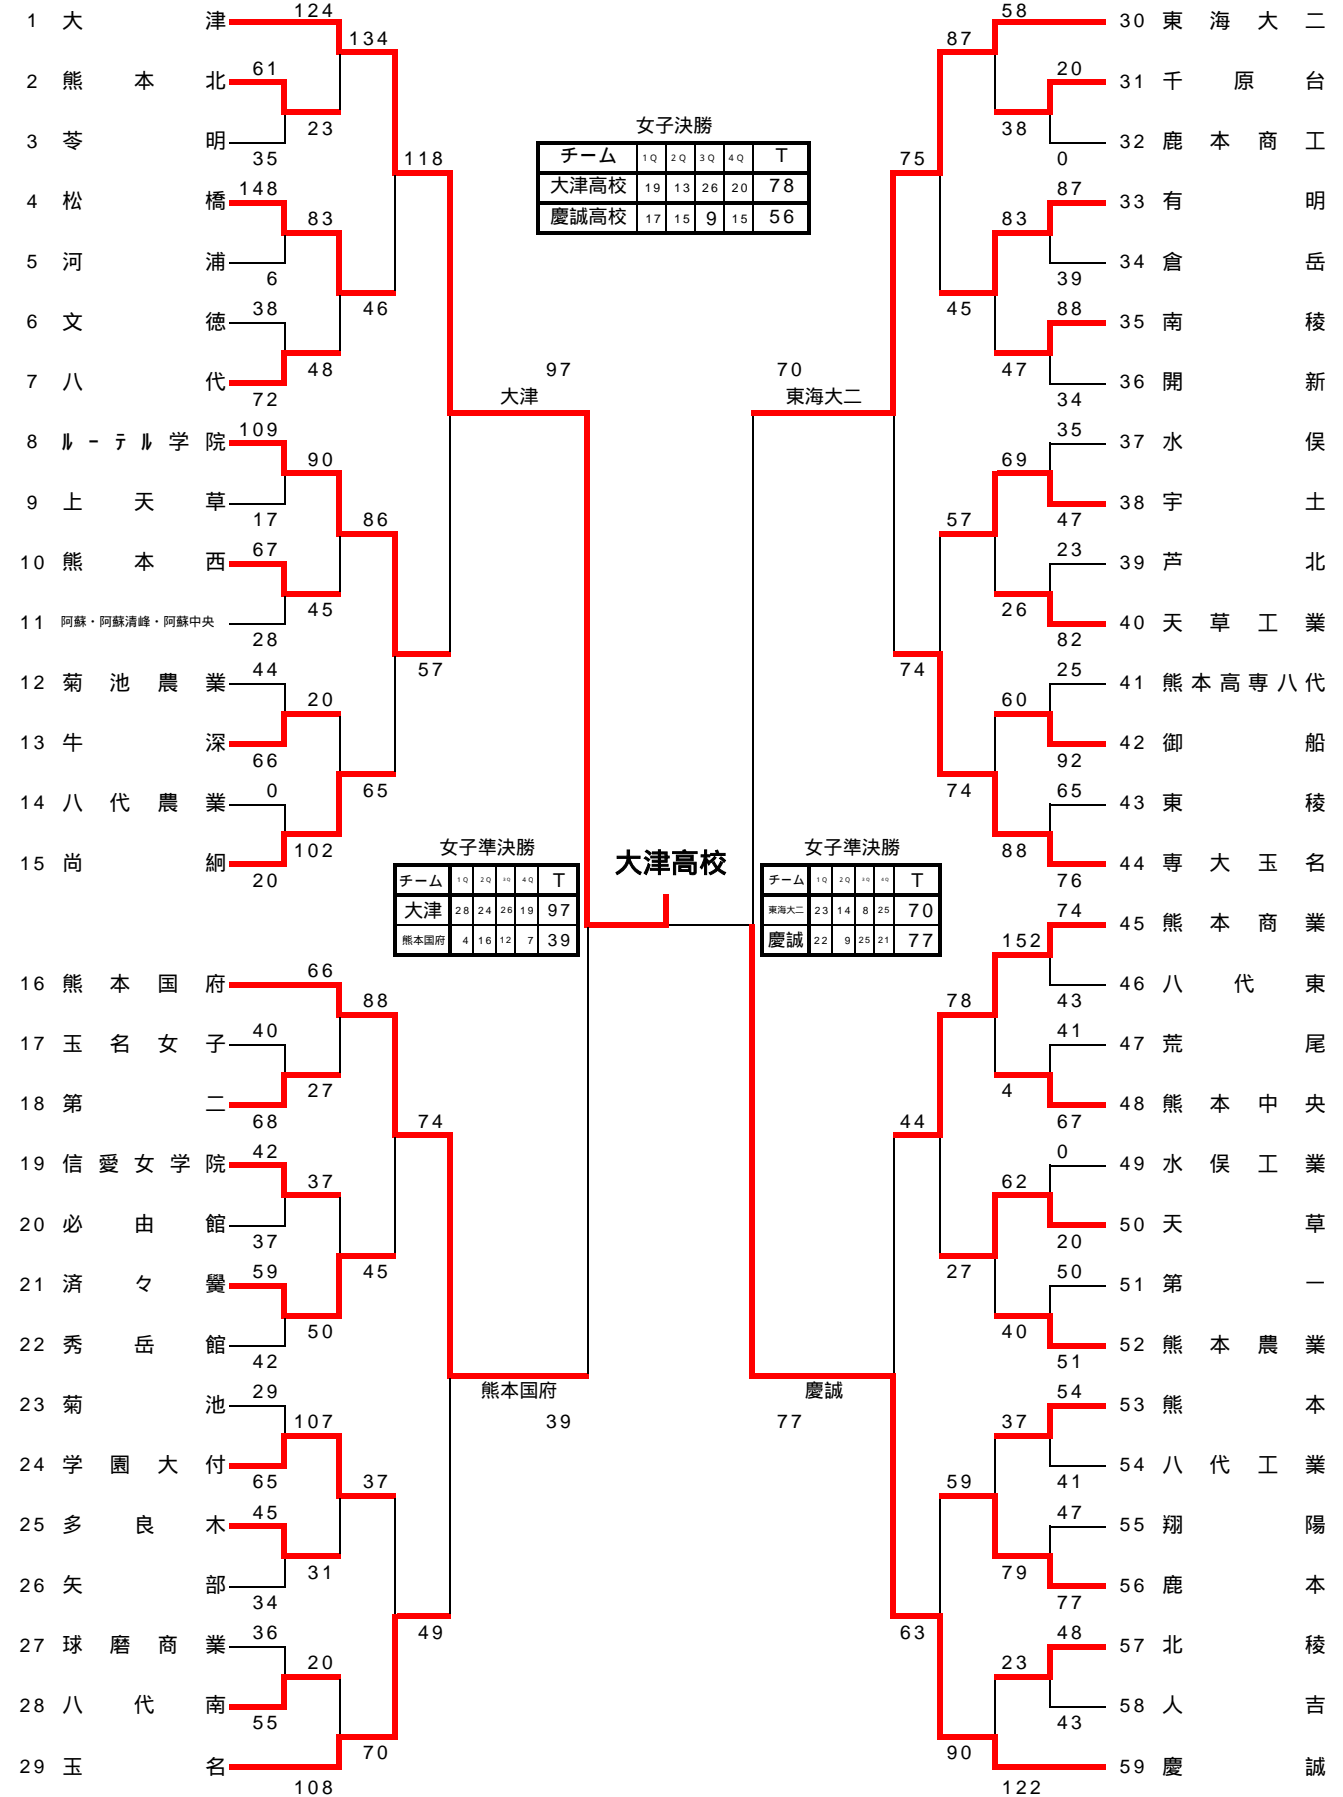 女子決勝
チーム 1Q 2Q 3Q 4Q T
大津高校 19 13 26 20 78
慶誠高校 17 15 9 15 56
1 大津 124
134
2 熊本北 61
23
3 苓明 35
118
4 松橋 148
83
5 河浦 6
46
6 文徳 38
48
7 八代 72
97
大津
8 ルーテル学院 109
90
9 上天草 17
86
10 熊本西 67
45
11 阿蘇・阿蘇清峰・阿蘇中央 28
57
12 菊池農業 44
20
13 牛深 66
65
14 八代農業 0
102
15 尚絅 20
女子準決勝
チーム 1Q 2Q 3Q 4Q T
大津 28 24 26 19 97
熊本国府 4 16 12 7 39
大津高校
女子準決勝
チーム 1Q 2Q 3Q 4Q T
東海大二 23 14 8 25 70
慶誠 22 9 25 21 77
16 熊本国府 66
88
17 玉名女子 40
27
18 第二 68
74
19 信愛女学院 42
37
20 必由館 37
45
21 済々黌 59
50
22 秀岳館 42
熊本国府
39
23 菊池 29
107
24 学園大付 65
37
25 多良木 45
31
26 矢部 34
49
27 球磨商業 36
20
28 八代南 55
70
29 玉名 108
58 30 東海大二
87
20 31 千原台
38
0 32 鹿本商工
75
87 33 有明
83
39 34 倉岳
45
88 35 南稜
47
34 36 開新
70
東海大二
35 37 水俣
69
47 38 宇土
57
23 39 芦北
26
82 40 天草工業
74
25 41 熊本高専八代
60
92 42 御船
74
65 43 東稜
88
76 44 専大玉名
74 45 熊本商業
152
43 46 八代東
78
41 47 荒尾
4
67 48 熊本中央
44
0 49 水俣工業
62
20 50 天草
27
50 51 第一
40
51 52 熊本農業
慶誠
77
54 53 熊本
37
41 54 八代工業
59
47 55 翔陽
79
77 56 鹿本
63
48 57 北稜
23
43 58 人吉
90
122 59 慶誠